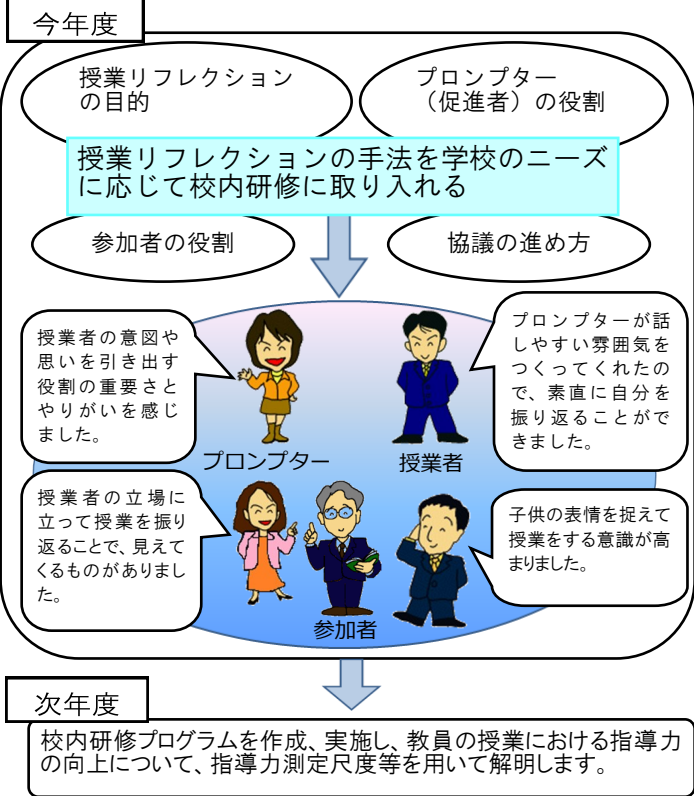 今年度
授業リフレクション
の目的
プロンプター
（促進者）の役割
授業リフレクションの手法を学校のニーズ
に応じて校内研修に取り入れる
参加者の役割
協議の進め方
授業者の意図や
思いを引き出す
役割の重要さと
やりがいを感じ
ました。
プロンプターが話
しやすい雰囲気を
つくってくれたの
で、素直に自分を
振り返ることがで
きました。
プロンプター
授業者
授業者の立場に
立って授業を振り
返ることで、見えて
くるものがありまし
た。
子供の表情を捉えて
授業をする意識が高
まりました。
参加者
次年度
校内研修プログラムを作成、実施し、教員の授業における指導力
の向上について、指導力測定尺度等を用いて解明します。